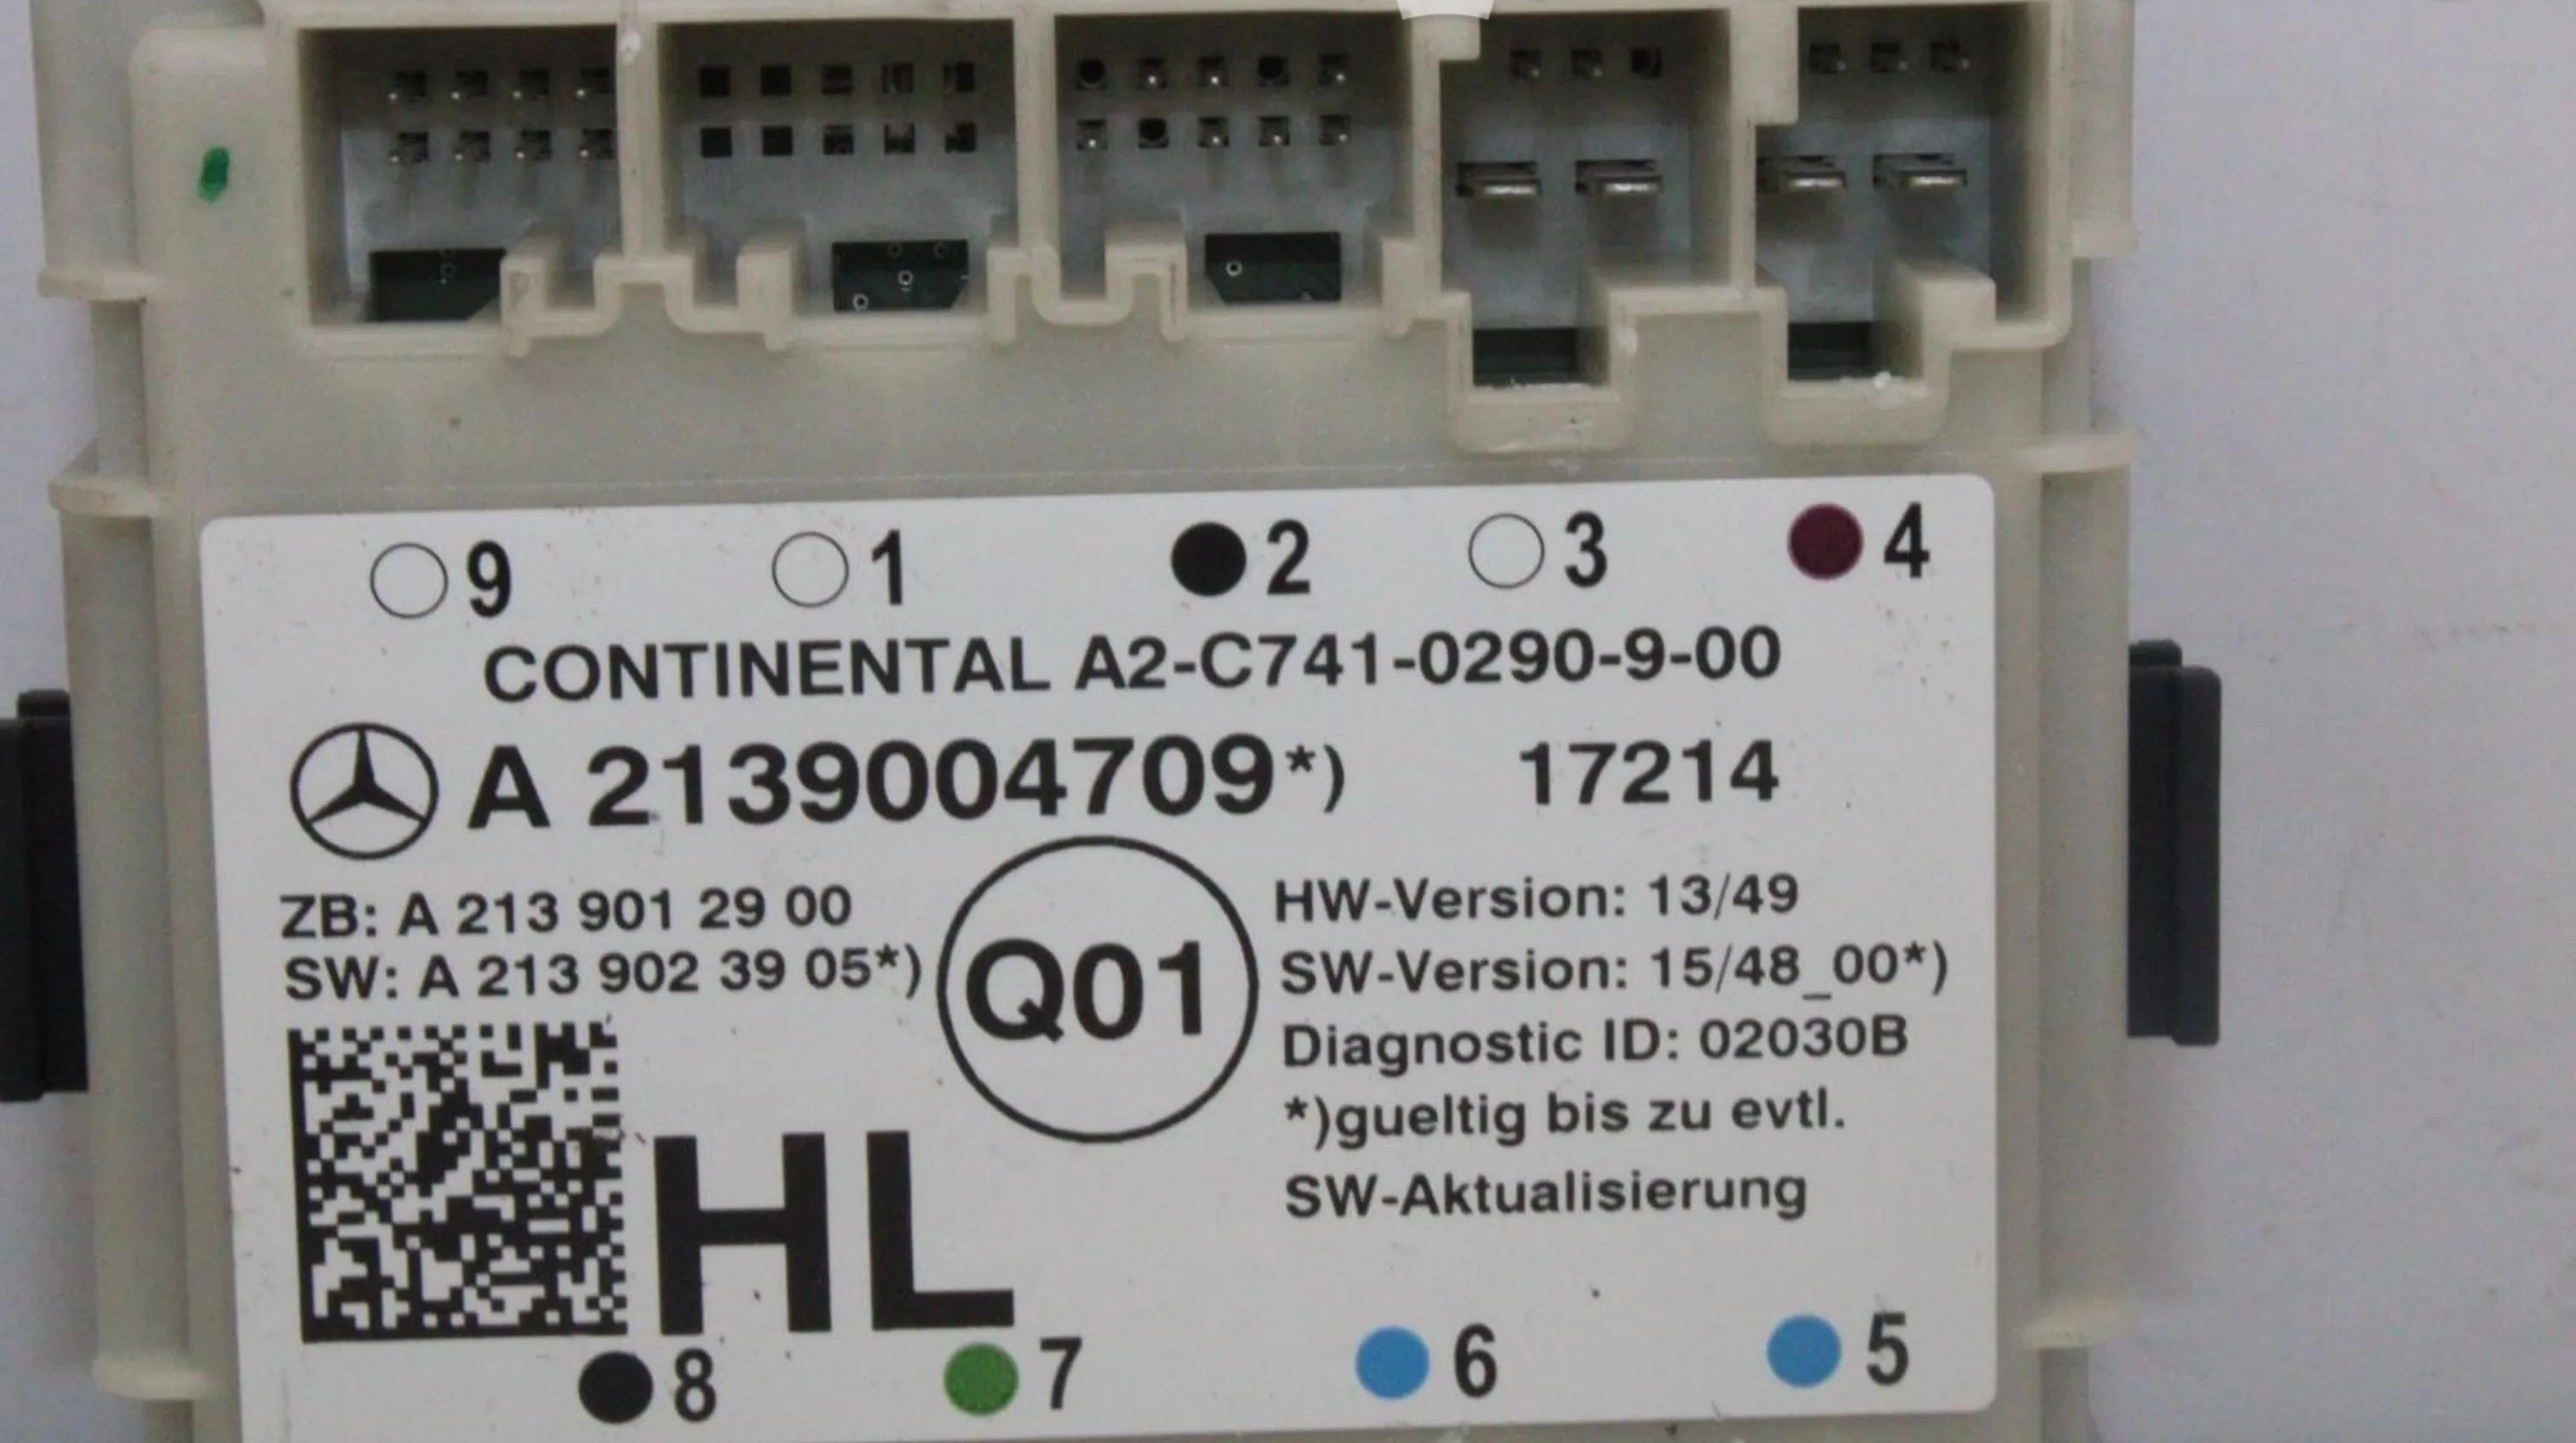 9 1 2 3 4
CONTINENTAL A2-C741-0290-9-00
A 2139004709*) 17214
ZB: A 213 901 29 00
SW: A 213 902 39 05*)
Q01
HW-Version: 13/49
SW-Version: 15/48_00*)
Diagnostic ID: 02030B
*)gueltig bis zu evtl.
SW-Aktualisierung
HL
8 7 6 5